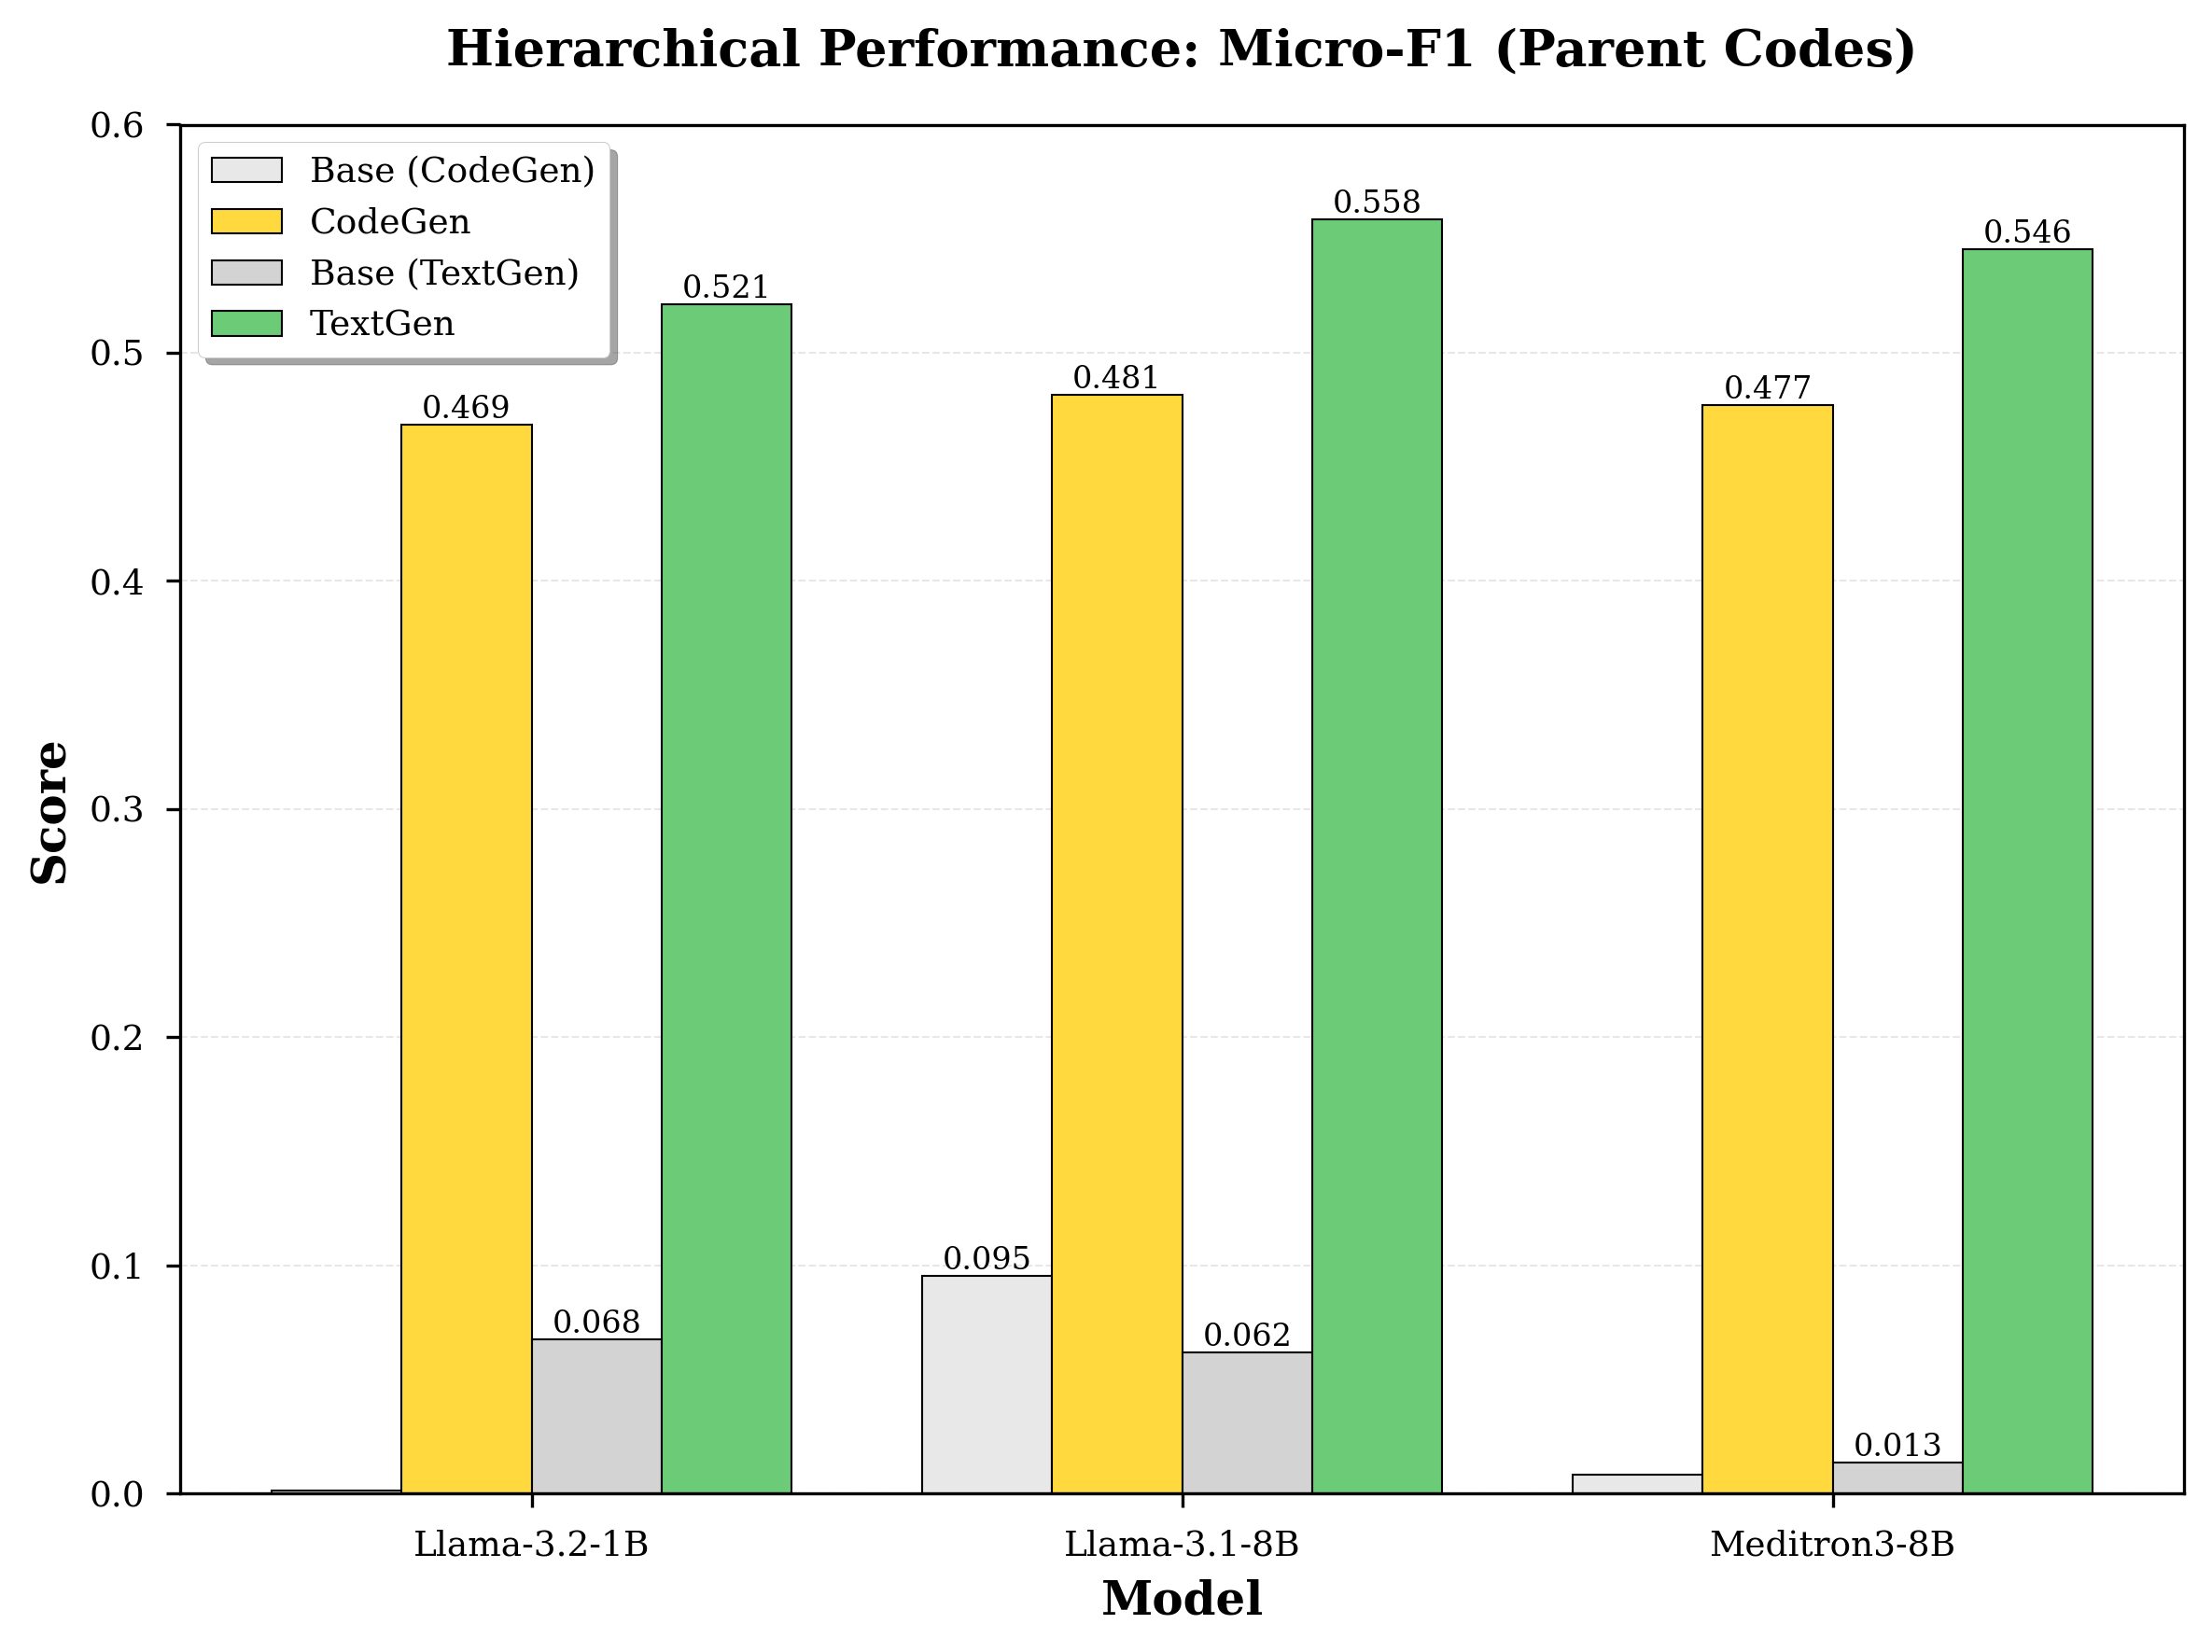 Hierarchical Performance: Micro-F1 (Parent Codes)
Base (CodeGen)
CodeGen
Base (TextGen)
TextGen
0.6
0.5
0.4
0.3
0.2
0.1
0.0
Score
0.469
0.068
0.521
0.095
0.481
0.062
0.558
0.477
0.013
0.546
Llama-3.2-1B
Llama-3.1-8B
Meditron3-8B
Model